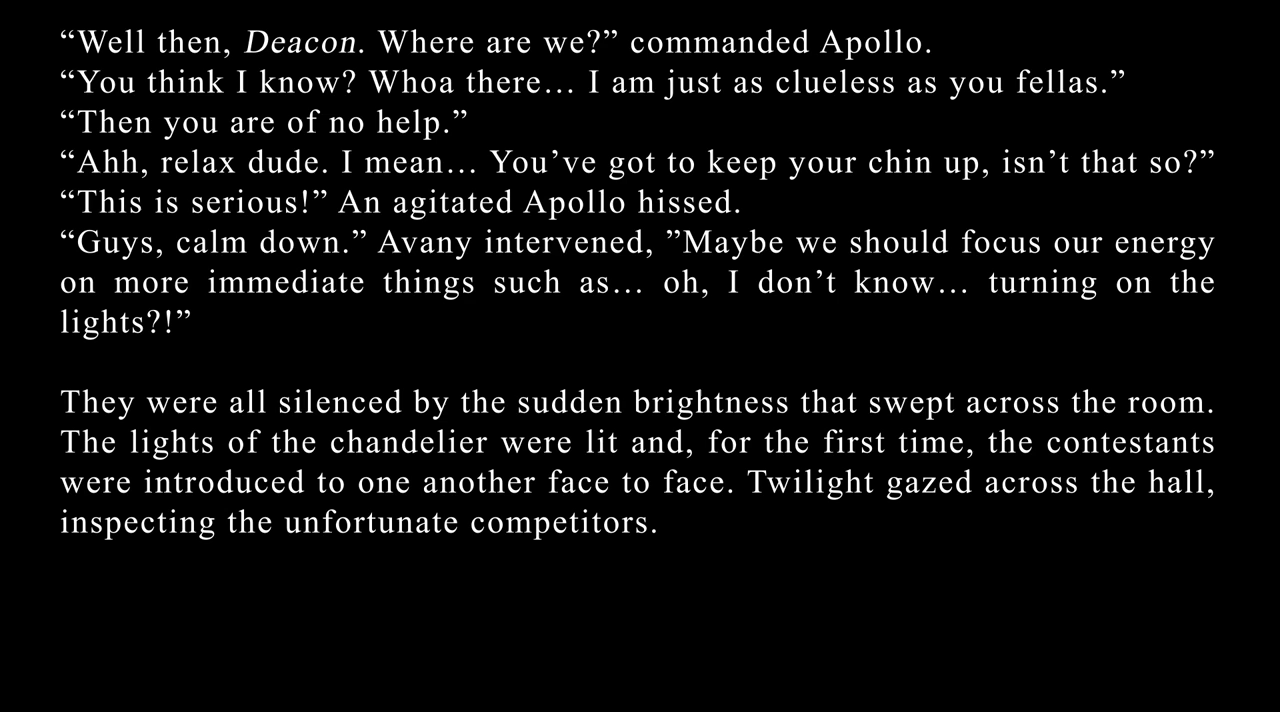 “Well then, Deacon. Where are we?” commanded Apollo.
“You think I know? Whoa there… I am just as clueless as you fellas.”
“Then you are of no help.”
“Ahh, relax dude. I mean… You’ve got to keep your chin up, isn’t that so?”
“This is serious!” An agitated Apollo hissed.
“Guys, calm down.” Avany intervened, ”Maybe we should focus our energy
on more immediate things such as… oh, I don’t know… turning on the
lights?!”
They were all silenced by the sudden brightness that swept across the room.
The lights of the chandelier were lit and, for the first time, the contestants
were introduced to one another face to face. Twilight gazed across the hall,
inspecting the unfortunate competitors.